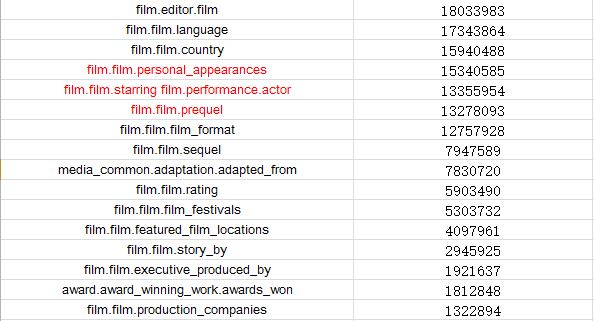 film.editor.film 18033983
film.film.language 17343864
film.film.country 15940488
film.film.personal_appearances 15340585
film.film.starring film.performance.actor 13355954
film.film.prequel 13278093
film.film.film_format 12757928
film.film.sequel 7947589
media_common.adaptation.adapted_from 7830720
film.film.rating 5903490
film.film.film_festivals 5303732
film.film.featured_film_locations 4097961
film.film.story_by 2945925
film.film.executive_produced_by 1921637
award.award_winning_work.awards_won 1812848
film.film.production_companies 1322894